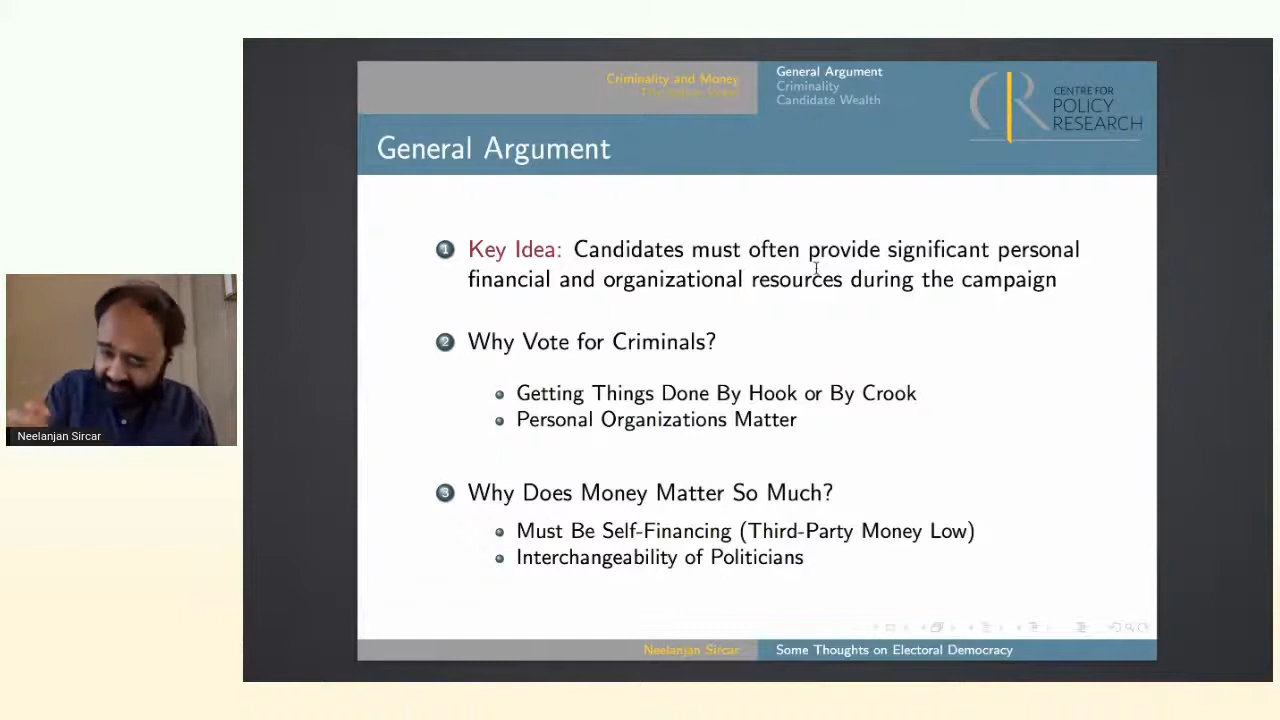 Criminality and Money
General Argument
Criminality
Candidate Wealth
CENTRE FOR
POLICY
RESEARCH
General Argument
1 Key Idea: Candidates must often provide significant personal
financial and organizational resources during the campaign
2 Why Vote for Criminals?
Getting Things Done By Hook or By Crook
Personal Organizations Matter
3 Why Does Money Matter So Much?
Must Be Self-Financing (Third-Party Money Low)
Interchangeability of Politicians
Neelanjan Sircar
Some Thoughts on Electoral Democracy
Neelanjan Sircar